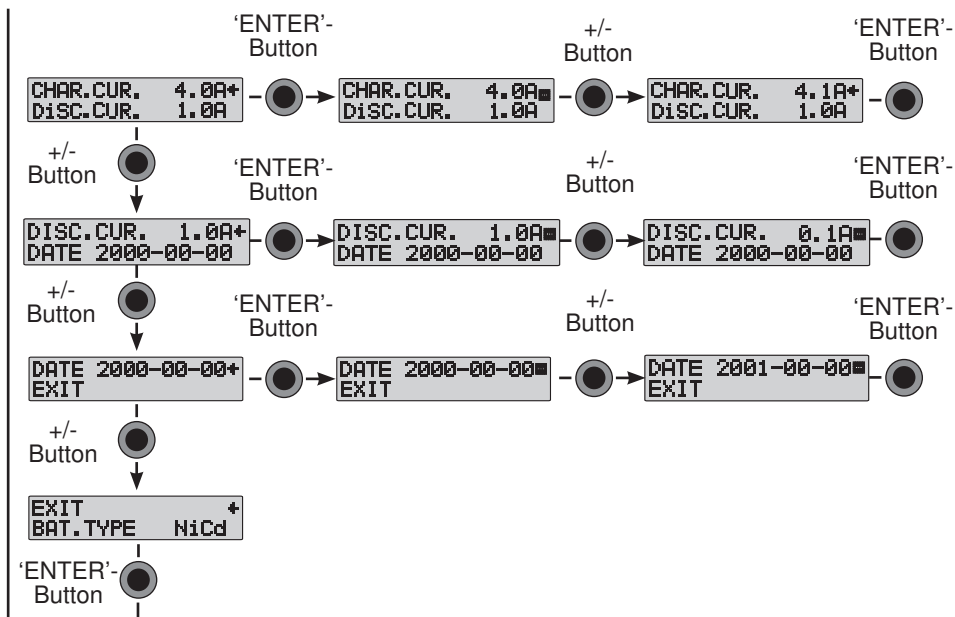 ‘ENTER’-
Button
+/-
Button
‘ENTER’-
Button
CHAR.CUR. 4.0A
DiSC.CUR. 1.0A
CHAR.CUR. 4.0A
DiSC.CUR. 1.0A
CHAR.CUR. 4.1A
DiSC.CUR. 1.0A
+/-
Button
‘ENTER’-
Button
+/-
Button
‘ENTER’-
Button
DISC.CUR. 1.0A
DATE 2000-00-00
DISC.CUR. 1.0A
DATE 2000-00-00
DISC.CUR. 0.1A
DATE 2000-00-00
+/-
Button
‘ENTER’-
Button
+/-
Button
‘ENTER’-
Button
DATE 2000-00-00
EXIT
DATE 2000-00-00
EXIT
DATE 2001-00-00
EXIT
+/-
Button
EXIT
BAT.TYPE NiCd
‘ENTER’-
Button